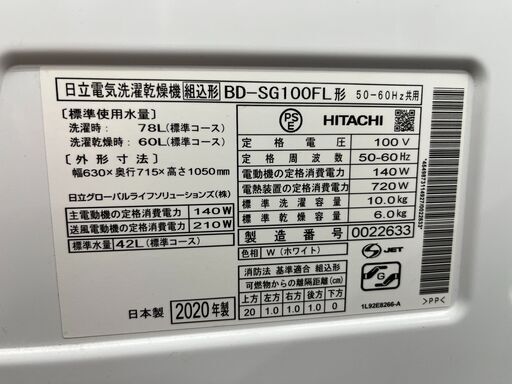 日立電気洗濯乾燥機 組込形 BD-SG100FL形 50-60Hz共用
[標準使用水量]
洗濯時: 78L(標準コース)
洗濯乾燥時: 60L(標準コース)
[外形寸法]
幅630×奥行715×高さ1050mm
日立グローバルライフソリューションズ(株)
主電動機の定格消費電力 140W
送風電動機の定格消費電力 210W
標準水量 42L(標準コース)
日本製 2020年製
PS
E
HITACHI
定格電圧 100V
定格周波数 50-60Hz
電動機の定格消費電力 140W
電熱装置の定格消費電力 720W
標準洗濯容量 10.0kg
標準乾燥容量 6.0kg
製造番号 0022633
色相 W(ホワイト)
S JET
消防法 基準適合 組込形
可燃物からの離隔距離(cm)
上方 左方 右方 前方 後方 下方
20 1.0 1.0 1.0 1.0 0
G
1L92E8266-A
>PP<